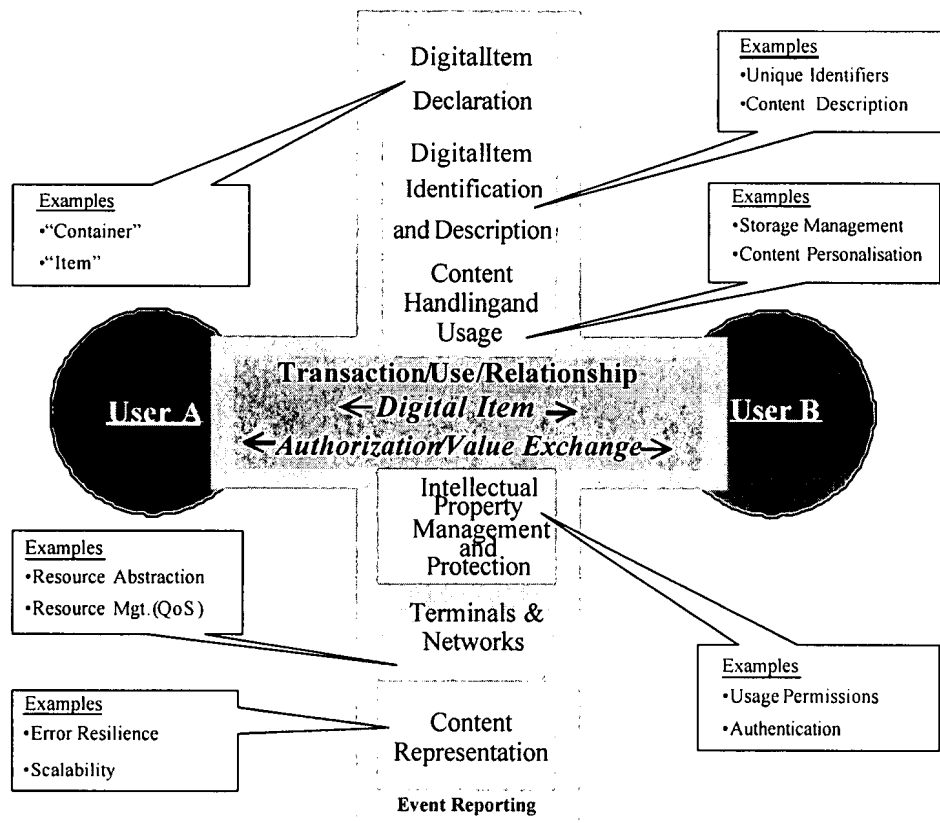 DigitalItem
Declaration
DigitalItem
Identification
and Description
Content
Handlingand
Usage
Examples
•Unique Identifiers
•Content Description
Examples
•"Container"
•"Item"
Examples
•Storage Management
•Content Personalisation
User A
Transaction/Use/Relationship
Digital Item
Authorization/Value Exchange
User B
Intellectual
Property
Management
and
Protection
Terminals &
Networks
Content
Representation
Event Reporting
Examples
•Resource Abstraction
•Resource Mgt.(QoS)
Examples
•Error Resilience
•Scalability
Examples
•Usage Permissions
•Authentication